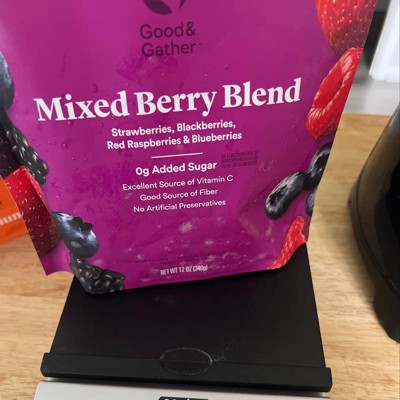 Good&
Gather™
Mixed Berry Blend
Strawberries, Blackberries,
Red Raspberries & Blueberries
0g Added Sugar
Excellent Source of Vitamin C
Good Source of Fiber
No Artificial Preservatives
NET WT 12 OZ (340g)